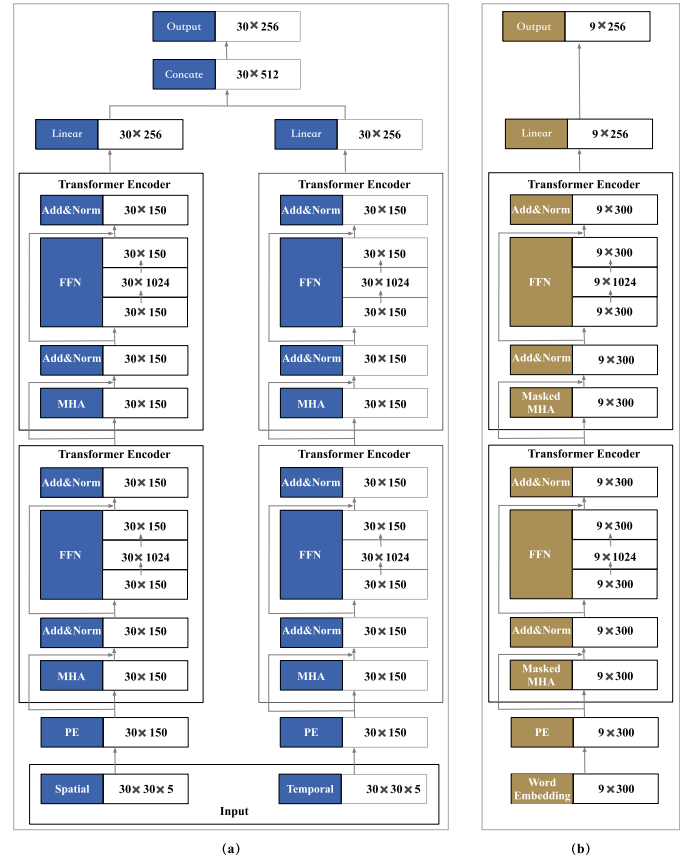 Output 30×256
Concate 30×512
Linear 30×256
Linear 30×256
Transformer Encoder
Add&Norm 30×150
FFN
30×150
30×1024
30×150
Add&Norm 30×150
MHA 30×150
Transformer Encoder
Add&Norm 30×150
FFN
30×150
30×1024
30×150
Add&Norm 30×150
MHA 30×150
PE 30×150
Spatial 30×30×5
Transformer Encoder
Add&Norm 30×150
FFN
30×150
30×1024
30×150
Add&Norm 30×150
MHA 30×150
Transformer Encoder
Add&Norm 30×150
FFN
30×150
30×1024
30×150
Add&Norm 30×150
MHA 30×150
PE 30×150
Temporal 30×30×5
Input
(a)
Output 9×256
Linear 9×256
Transformer Encoder
Add&Norm 9×300
FFN
9×300
9×1024
9×300
Add&Norm 9×300
Masked
MHA 9×300
Transformer Encoder
Add&Norm 9×300
FFN
9×300
9×1024
9×300
Add&Norm 9×300
Masked
MHA 9×300
PE 9×300
Word
Embedding 9×300
(b)